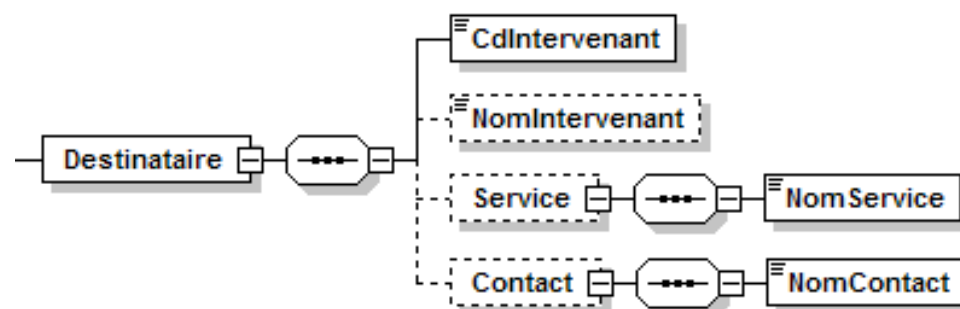 CdIntervenant
NomIntervenant
Destinataire
Service
NomService
Contact
NomContact